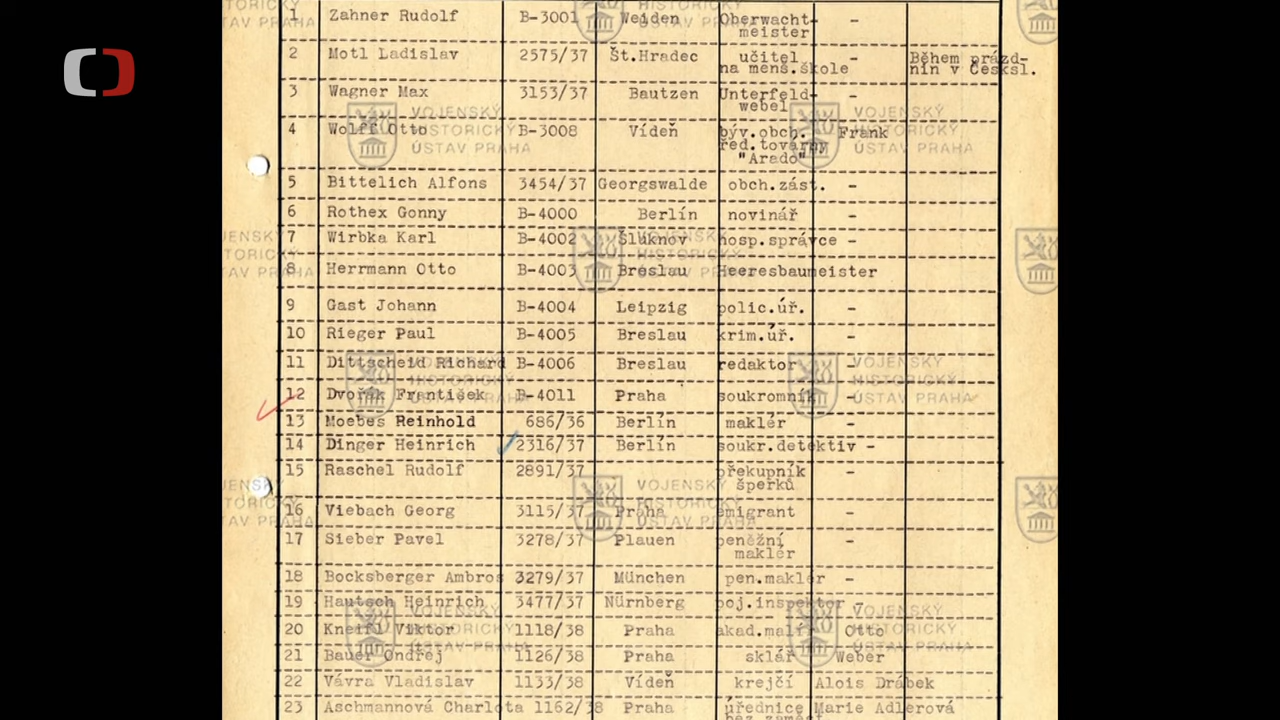 1 Zahner Rudolf B-3001 Weiden Oberwacht- -
meister
2 Motl Ladislav 2575/37 Št.Hradec učitel - Během prázd-
na menš.škole nin v Česksl.
3 Wagner Max 3153/37 Bautzen Unterfeld- -
webel
4 Wolff Otto B-3008 Vídeň býv.obch. Frank
řed.továrny
"Arado"
5 Bittelich Alfons 3454/37 Georgswalde obch.zást. -
6 Rothex Gonny B-4000 Berlín novinář -
7 Wirbka Karl B-4002 Šluknov hosp.správce -
8 Herrmann Otto B-4003 Breslau Heeresbaumeister
9 Gast Johann B-4004 Leipzig polic.úř. -
10 Rieger Paul B-4005 Breslau krim.úř. -
11 Dittscheid Richard B-4006 Breslau redaktor -
12 Dvořák František B-4011 Praha soukromník -
13 Moebes Reinhold 686/36 Berlín makléř -
14 Dinger Heinrich 2316/37 Berlín soukr.detektiv -
15 Raschel Rudolf 2891/37 překupník
šperků
16 Viebach Georg 3115/37 Praha emigrant -
17 Sieber Pavel 3278/37 Plauen peněžní -
makléř
18 Bocksberger Ambros 3279/37 München pen.makléř -
19 Hautsch Heinrich 3477/37 Nürnberg poj.inspektor -
20 Viktor 1118/38 Praha akad.malíř Otto
21 Bauer Ondřej 1126/38 Praha sklář Weber
22 Vávra Vladislav 1133/38 Vídeň krejčí Alois Drábek
23 Aschmannová Charlota 1162/38 Praha úřednice Marie Adlerová
bez zaměst.
VOJENSKÝ
HISTORICKÝ
ÚSTAV PRAHA